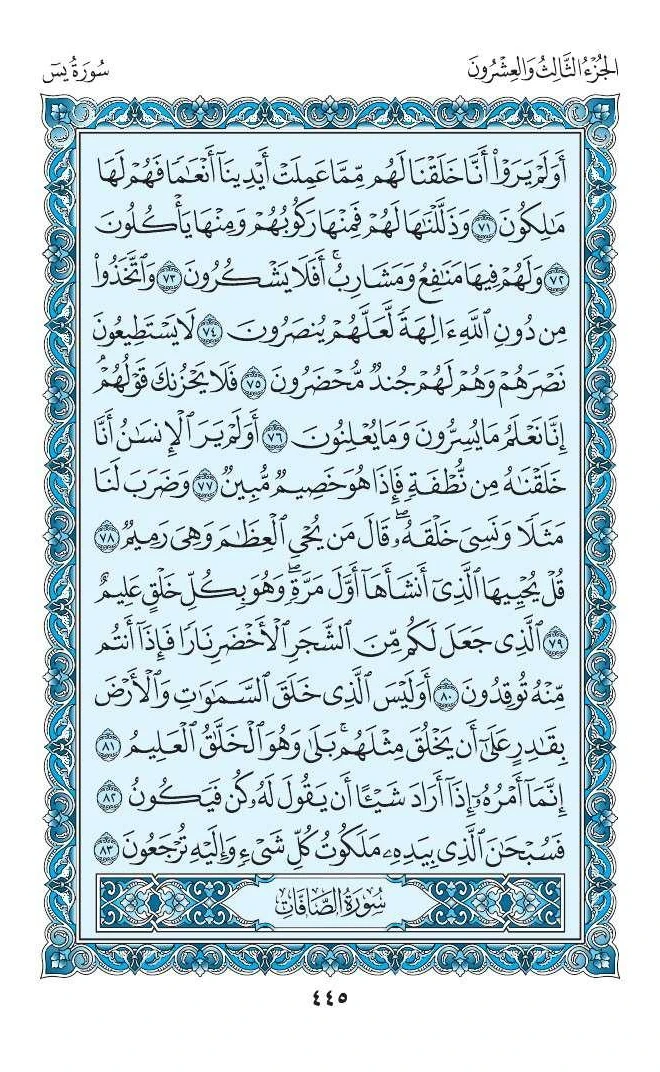 الجُزْءُ الثَّالِثُ وَالعِشْرُونَ
سُورَةُ يسٓ
أَوَلَمْ يَرَوْا۟ أَنَّا خَلَقْنَا لَهُم مِّمَّا عَمِلَتْ أَيْدِينَآ أَنْعَٰمًا فَهُمْ لَهَا
مَٰلِكُونَ ٧١ وَذَلَّلْنَٰهَا لَهُمْ فَمِنْهَا رَكُوبُهُمْ وَمِنْهَا يَأْكُلُونَ
٧٢ وَلَهُمْ فِيهَا مَنَٰفِعُ وَمَشَارِبُ ۚ أَفَلَا يَشْكُرُونَ ٧٣ وَٱتَّخَذُوا۟
مِن دُونِ ٱللَّهِ ءَالِهَةً لَّعَلَّهُمْ يُنصَرُونَ ٧٤ لَا يَسْتَطِيعُونَ
نَصْرَهُمْ وَهُمْ لَهُمْ جُندٌ مُّحْضَرُونَ ٧٥ فَلَا يَحْزُنكَ قَوْلُهُمْ ۘ
إِنَّا نَعْلَمُ مَا يُسِرُّونَ وَمَا يُعْلِنُونَ ٧٦ أَوَلَمْ يَرَ ٱلْإِنسَٰنُ أَنَّا
خَلَقْنَٰهُ مِن نُّطْفَةٍ فَإِذَا هُوَ خَصِيمٌ مُّبِينٌ ٧٧ وَضَرَبَ لَنَا
مَثَلًا وَنَسِىَ خَلْقَهُۥ ۖ قَالَ مَن يُحْىِ ٱلْعِظَٰمَ وَهِىَ رَمِيمٌ ٧٨
قُلْ يُحْيِيهَا ٱلَّذِىٓ أَنشَأَهَآ أَوَّلَ مَرَّةٍ ۖ وَهُوَ بِكُلِّ خَلْقٍ عَلِيمٌ
٧٩ ٱلَّذِى جَعَلَ لَكُم مِّنَ ٱلشَّجَرِ ٱلْأَخْضَرِ نَارًا فَإِذَآ أَنتُم
مِّنْهُ تُوقِدُونَ ٨٠ أَوَلَيْسَ ٱلَّذِى خَلَقَ ٱلسَّمَٰوَٰتِ وَٱلْأَرْضَ
بِقَٰدِرٍ عَلَىٰٓ أَن يَخْلُقَ مِثْلَهُم ۚ بَلَىٰ وَهُوَ ٱلْخَلَّٰقُ ٱلْعَلِيمُ ٨١
إِنَّمَآ أَمْرُهُۥٓ إِذَآ أَرَادَ شَيْـًٔا أَن يَقُولَ لَهُۥ كُن فَيَكُونُ ٨٢
فَسُبْحَٰنَ ٱلَّذِى بِيَدِهِۦ مَلَكُوتُ كُلِّ شَىْءٍ وَإِلَيْهِ تُرْجَعُونَ ٨٣
سُورَةُ الصَّافَّاتِ
٤٤٥